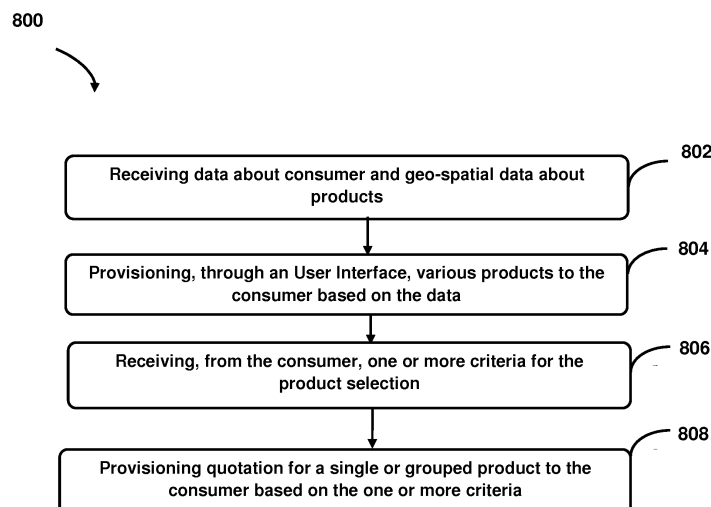 800
802
Receiving data about consumer and geo-spatial data about
products
804
Provisioning, through an User Interface, various products to the
consumer based on the data
806
Receiving, from the consumer, one or more criteria for the
product selection
808
Provisioning quotation for a single or grouped product to the
consumer based on the one or more criteria